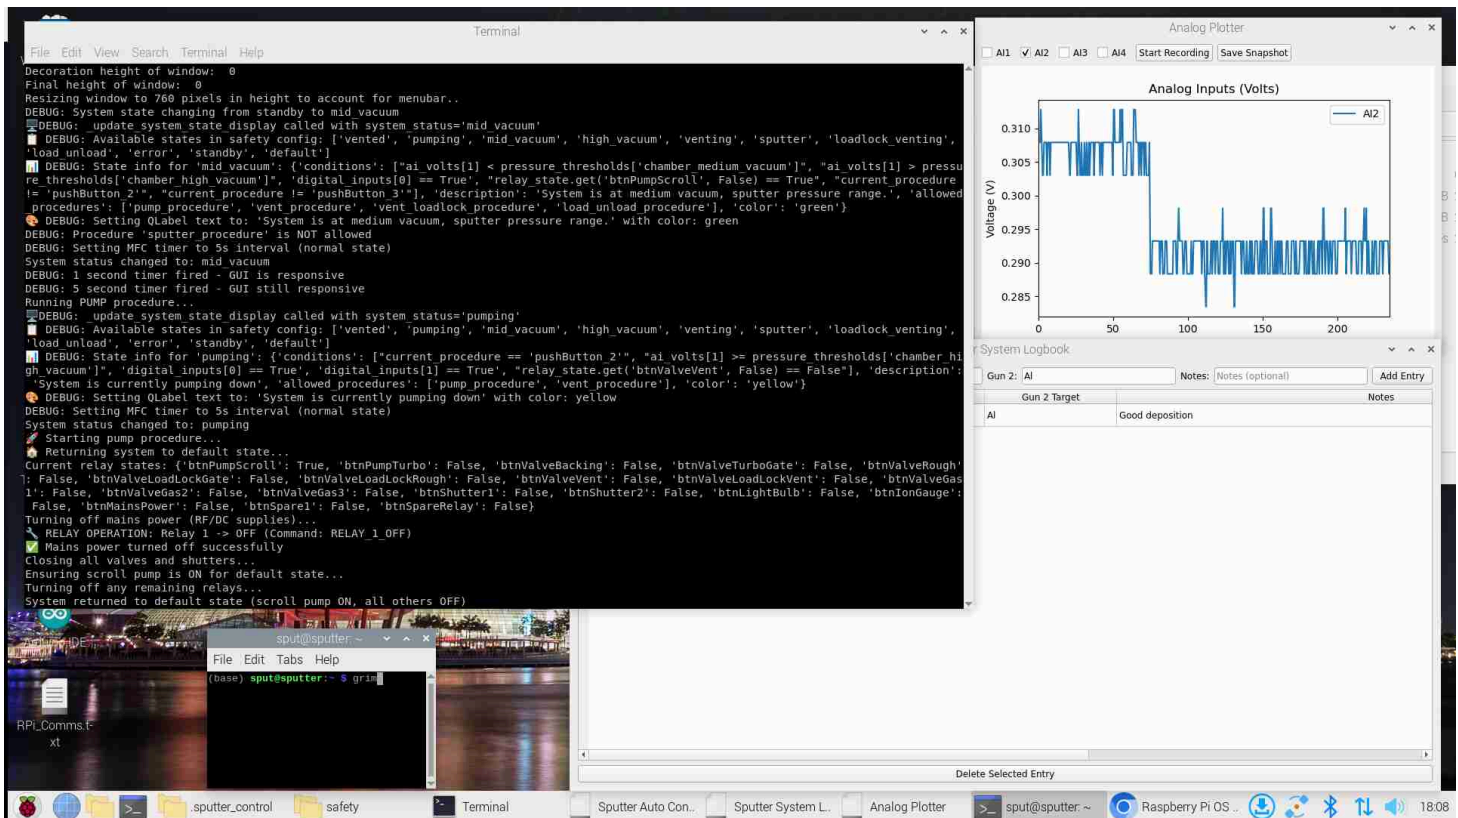 Terminal
File Edit View Search Terminal Help
Decoration height of window: 0
Final height of window: 0
Resizing window to 760 pixels in height to account for menubar..
DEBUG: System state changing from standby to mid_vacuum
DEBUG: _update_system_state_display called with system_status='mid_vacuum'
DEBUG: Available states in safety config: ['vented', 'pumping', 'mid_vacuum', 'high_vacuum', 'venting', 'sputter', 'loadlock_venting',
'load_unload', 'error', 'standby', 'default']
DEBUG: State info for 'mid_vacuum': {'conditions': ["ai_volts[1] < pressure_thresholds['chamber_medium_vacuum']", "ai_volts[1] > pressu
re_thresholds['chamber_high_vacuum']", "digital_inputs[0] == True", "relay_state.get('btnPumpScroll', False) == True", "current_procedure
!= 'pushButton_2'", "current_procedure != 'pushButton_3'"], 'description': 'System is at medium vacuum, sputter pressure range.', 'allowed
_procedures': ['pump_procedure', 'vent_procedure', 'vent_loadlock_procedure', 'load_unload_procedure'], 'color': 'green'}
DEBUG: Setting QLabel text to: 'System is at medium vacuum, sputter pressure range.' with color: green
DEBUG: Procedure 'sputter_procedure' is NOT allowed
DEBUG: Setting MFC timer to 5s interval (normal state)
System status changed to: mid_vacuum
DEBUG: 1 second timer fired - GUI is responsive
DEBUG: 5 second timer fired - GUI still responsive
Running PUMP procedure...
DEBUG: _update_system_state_display called with system_status='pumping'
DEBUG: Available states in safety config: ['vented', 'pumping', 'mid_vacuum', 'high_vacuum', 'venting', 'sputter', 'loadlock_venting',
'load_unload', 'error', 'standby', 'default']
DEBUG: State info for 'pumping': {'conditions': ["current_procedure == 'pushButton_2'", "ai_volts[1] >= pressure_thresholds['chamber_hi
gh_vacuum']", 'digital_inputs[0] == True', 'digital_inputs[1] == True', "relay_state.get('btnValveVent', False) == False"], 'description':
'System is currently pumping down', 'allowed_procedures': ['pump_procedure', 'vent_procedure'], 'color': 'yellow'}
DEBUG: Setting QLabel text to: 'System is currently pumping down' with color: yellow
DEBUG: Setting MFC timer to 5s interval (normal state)
System status changed to: pumping
🚀 Starting pump procedure...
🏠 Returning system to default state...
Current relay states: {'btnPumpScroll': True, 'btnPumpTurbo': False, 'btnValveBacking': False, 'btnValveTurboGate': False, 'btnValveRough'
: False, 'btnValveLoadLockGate': False, 'btnValveLoadLockRough': False, 'btnValveVent': False, 'btnValveLoadLockVent': False, 'btnValveGas
1': False, 'btnValveGas2': False, 'btnValveGas3': False, 'btnShutter1': False, 'btnShutter2': False, 'btnLightBulb': False, 'btnIonGauge':
False, 'btnMainsPower': False, 'btnSpare1': False, 'btnSpareRelay': False}
Turning off mains power (RF/DC supplies)...
🔧 RELAY OPERATION: Relay 1 -> OFF (Command: RELAY_1_OFF)
✅ Mains power turned off successfully
Closing all valves and shutters...
Ensuring scroll pump is ON for default state...
Turning off any remaining relays...
System returned to default state (scroll pump ON, all others OFF)
Analog Plotter
AI1 AI2 AI3 AI4 Start Recording Save Snapshot
Analog Inputs (Volts)
AI2
Voltage (V)
0.310
0.305
0.300
0.295
0.290
0.285
0 50 100 150 200
System Logbook
Gun 2: Al Notes: Notes (optional) Add Entry
Gun 2 Target Notes
Al Good deposition
Delete Selected Entry
RPi_Comms.t-
xt
sput@sputter: ~
File Edit Tabs Help
(base) sput@sputter:~ $ grim
.sputter_control safety Terminal Sputter Auto Con.. Sputter System L.. Analog Plotter sput@sputter: ~ Raspberry Pi OS .. 18:08